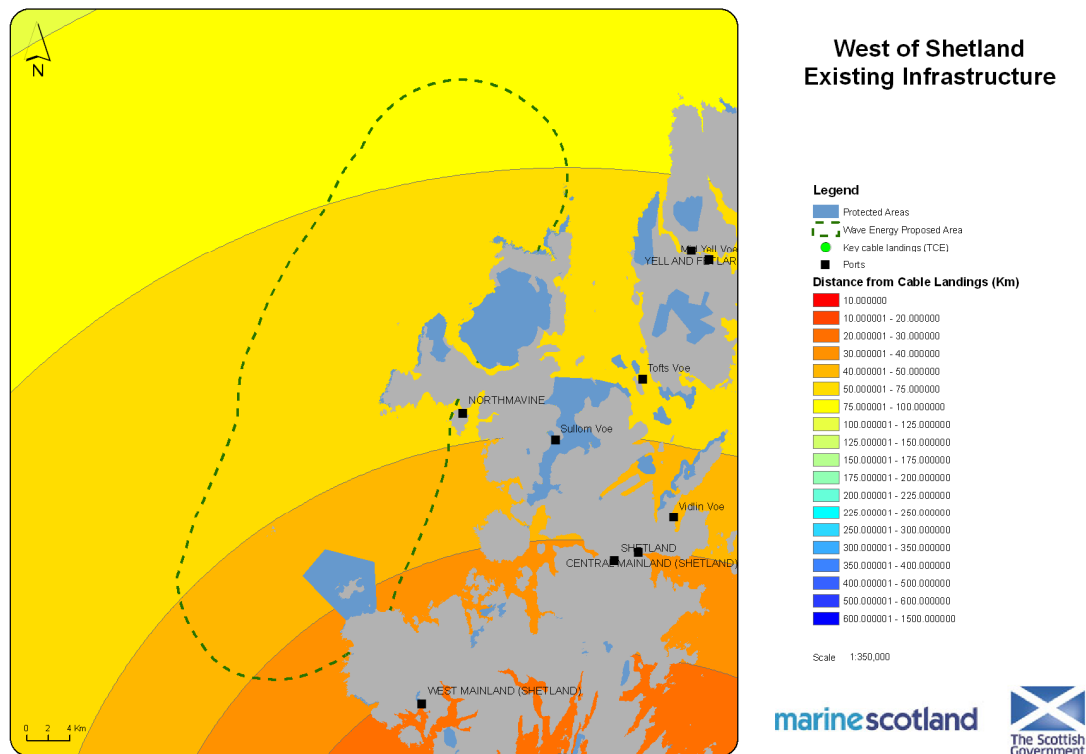 West of Shetland
Existing Infrastructure
N
Legend
Protected Areas
Wave Energy Proposed Area
Key cable landings (TCE)
Ports
Distance from Cable Landings (Km)
10.000000
10.000001 - 20.000000
20.000001 - 30.000000
30.000001 - 40.000000
40.000001 - 50.000000
50.000001 - 75.000000
75.000001 - 100.000000
100.000001 - 125.000000
125.000001 - 150.000000
150.000001 - 175.000000
175.000001 - 200.000000
200.000001 - 225.000000
225.000001 - 250.000000
250.000001 - 300.000000
300.000001 - 350.000000
350.000001 - 400.000000
400.000001 - 500.000000
500.000001 - 600.000000
600.000001 - 1500.000000
Scale 1:350,000
Mid Yell Voe
YELL AND FETLAR
Tofts Voe
NORTHMAVINE
Sullom Voe
Vidlin Voe
SHETLAND
CENTRAL MAINLAND (SHETLAND)
WEST MAINLAND (SHETLAND)
0 2 4 Km
marinescotland
The Scottish
Government